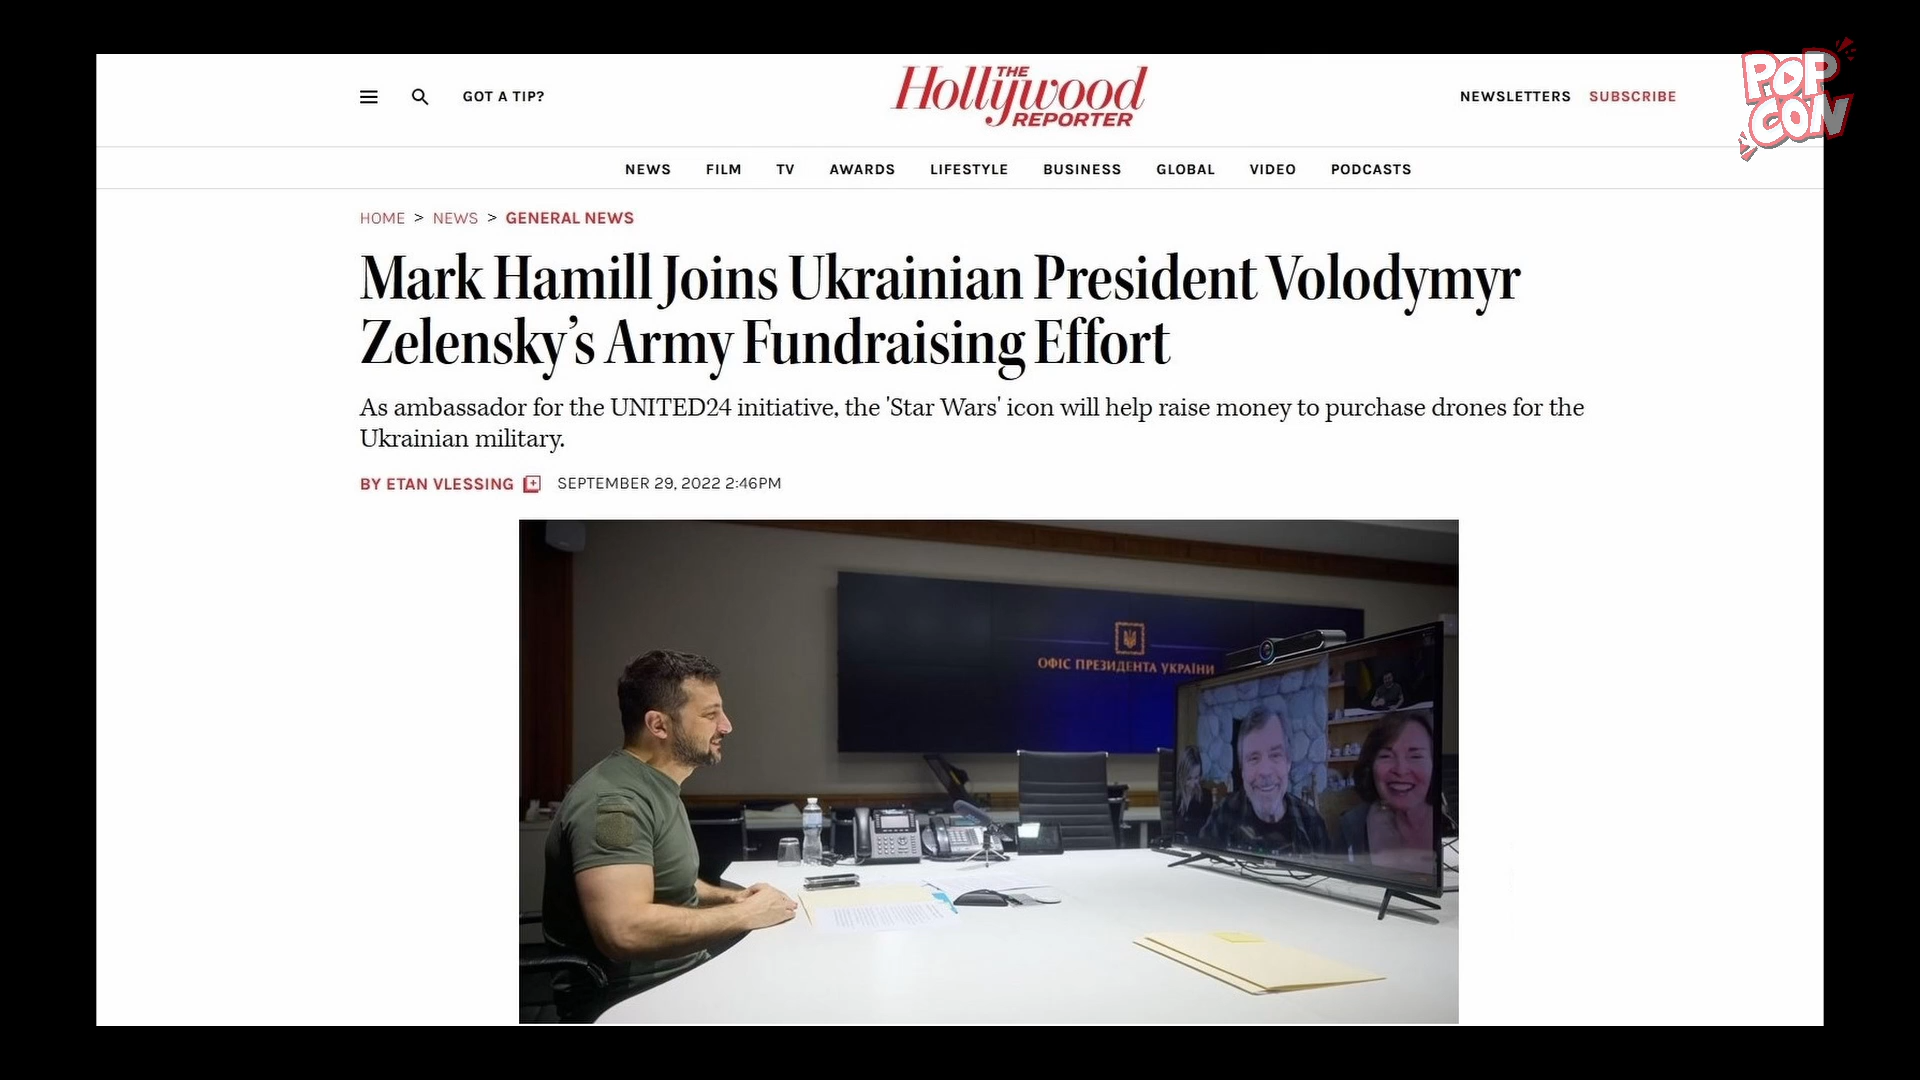 POP
CON
GOT A TIP?
THE
Hollywood
REPORTER
NEWSLETTERS SUBSCRIBE
NEWS FILM TV AWARDS LIFESTYLE BUSINESS GLOBAL VIDEO PODCASTS
HOME > NEWS > GENERAL NEWS
Mark Hamill Joins Ukrainian President Volodymyr
Zelensky’s Army Fundraising Effort
As ambassador for the UNITED24 initiative, the 'Star Wars' icon will help raise money to purchase drones for the
Ukrainian military.
BY ETAN VLESSING SEPTEMBER 29, 2022 2:46PM
ОФІС ПРЕЗИДЕНТА УКРАЇНИ